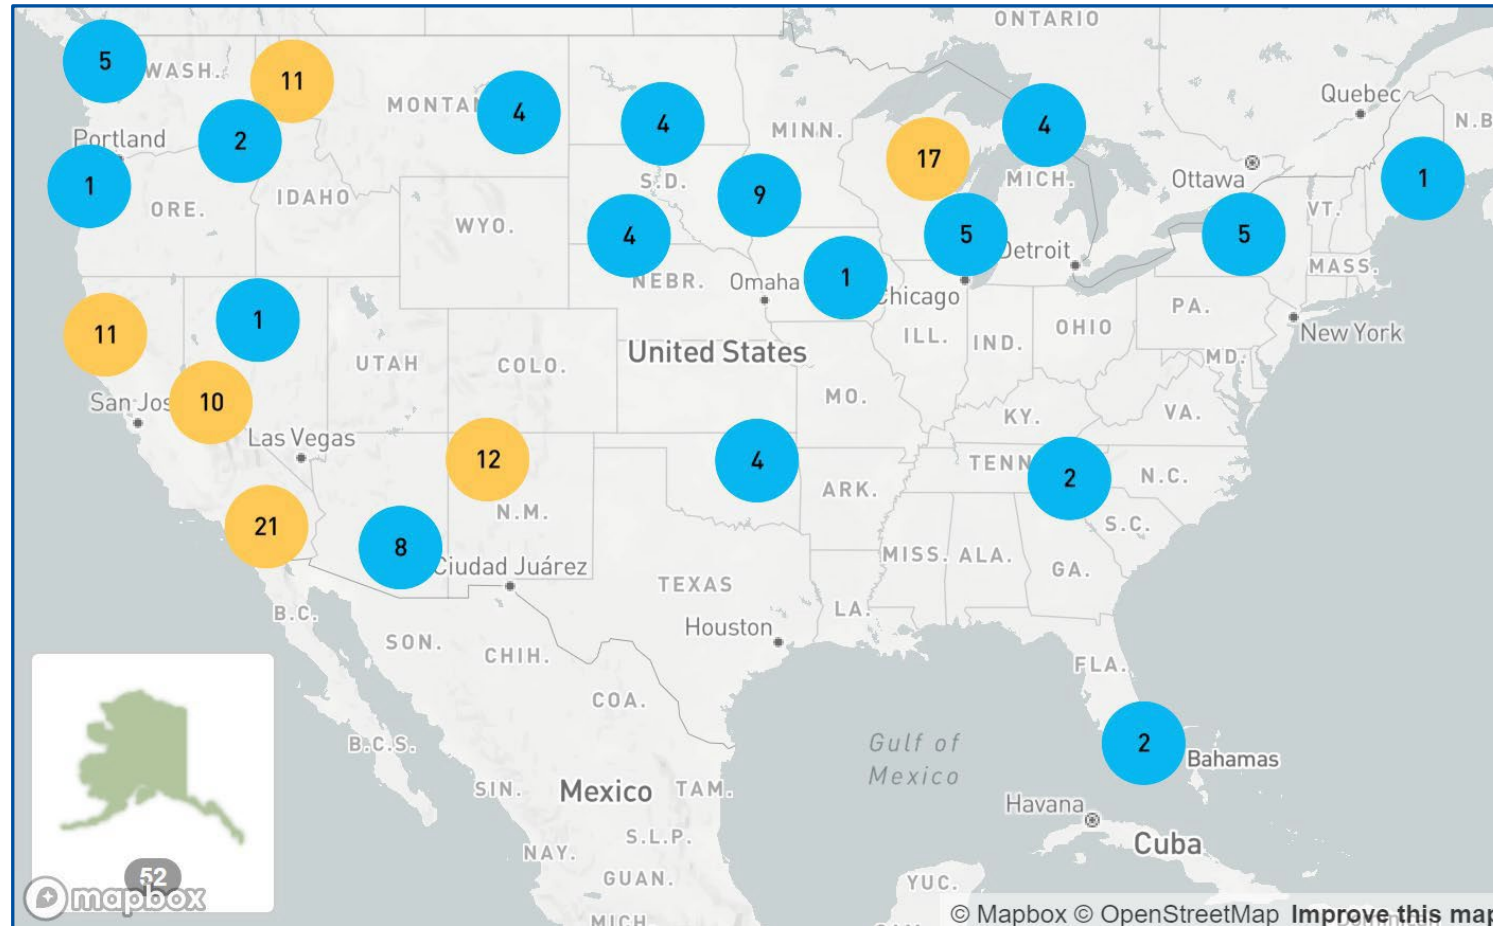 ONTARIO
5
WASH.
11
MONTAN
4
4
MINN.
4
Quebec
N.B
Portland
2
17
1
ORE.
IDAHO
WYO.
S.D.
9
MICH.
Ottawa
1
VT.
4
5
Detroit
5
MASS.
NEBR.
Omaha
1
Chicago
PA.
New York
11
1
UTAH
COLO.
United States
ILL.
IND.
OHIO
MD.
San Jos
10
Las Vegas
MO.
KY.
VA.
12
4
ARK.
TENN
2
N.C.
21
8
N.M.
S.C.
Ciudad Juárez
TEXAS
MISS.
ALA.
GA.
B.C.
SON.
CHIH.
Houston
LA.
FLA.
COA.
B.C.S.
Gulf of
Mexico
2
Bahamas
SIN.
Mexico
TAM.
Havana
Cuba
NAY.
S.L.P.
GUAN.
YUC.
52
mapbox
MICH.
© Mapbox © OpenStreetMap Improve this map